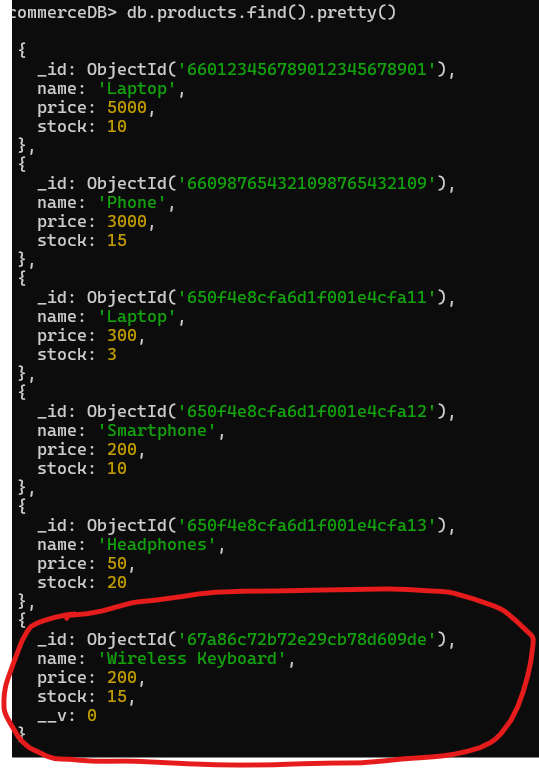 commerceDB> db.products.find().pretty()
{
_id: ObjectId('660123456789012345678901'),
name: 'Laptop',
price: 5000,
stock: 10
},
{
_id: ObjectId('660987654321098765432109'),
name: 'Phone',
price: 3000,
stock: 15
},
{
_id: ObjectId('650f4e8cfa6d1f001e4cfa11'),
name: 'Laptop',
price: 300,
stock: 3
},
{
_id: ObjectId('650f4e8cfa6d1f001e4cfa12'),
name: 'Smartphone',
price: 200,
stock: 10
},
{
_id: ObjectId('650f4e8cfa6d1f001e4cfa13'),
name: 'Headphones',
price: 50,
stock: 20
},
{
_id: ObjectId('67a86c72b72e29cb78d609de'),
name: 'Wireless Keyboard',
price: 200,
stock: 15,
__v: 0
}